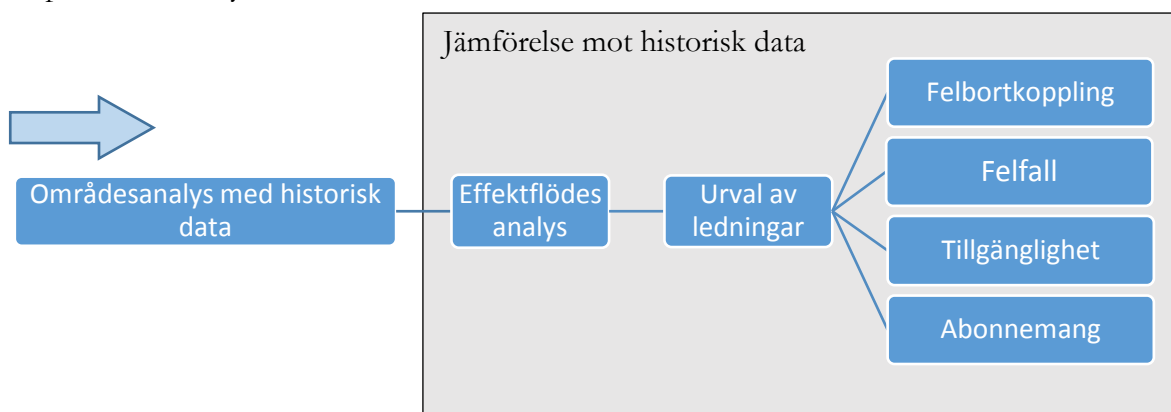 Jämförelse mot historisk data
Områdesanalys med historisk
data
Effektflödes
analys
Urval av
ledningar
Felbortkoppling
Felfall
Tillgänglighet
Abonnemang